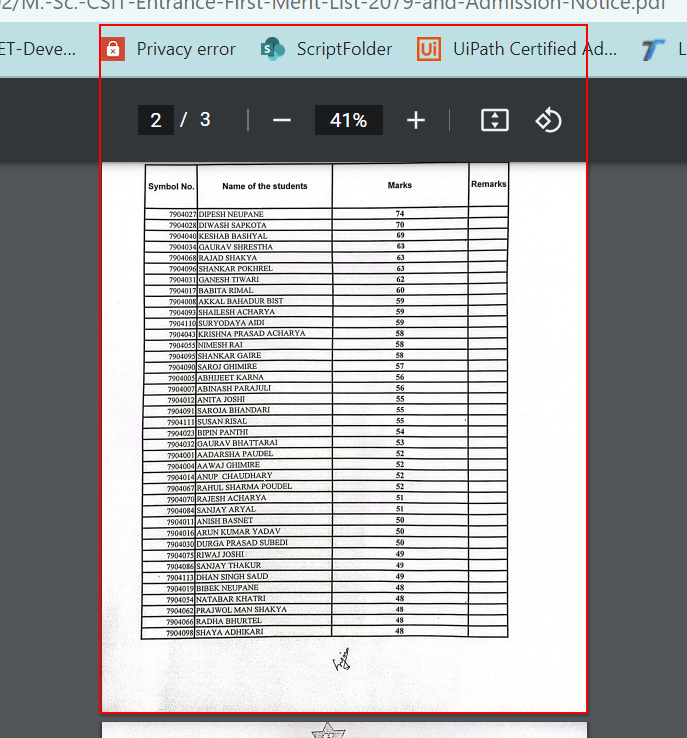 02/M.-Sc.-CSIT-Entrance-First-Merit-List-2079-and-Admission-Notice.pdf
ET-Deve... Privacy error ScriptFolder UiPath Certified Ad... L
2 / 3 41%
Symbol No. Name of the students Marks Remarks
7904027 DIPESH NEUPANE 74
7904028 DIWASH SAPKOTA 70
7904040 KESHAB BASHYAL 69
7904034 GAURAV SHRESTHA 63
7904068 RAJAD SHAKYA 63
7904096 SHANKAR POKHREL 63
7904031 GANESH TIWARI 62
7904017 BABITA RIMAL 60
7904008 AKKAL BAHADUR BIST 59
7904093 SHAILESH ACHARYA 59
7904110 SURYODAYA AIDI 59
7904043 KRISHNA PRASAD ACHARYA 58
7904055 NIMESH RAI 58
7904095 SHANKAR GAIRE 58
7904090 SAROJ GHIMIRE 57
7904005 ABHIJEET KARNA 56
7904007 ABINASH PARAJULI 56
7904012 ANITA JOSHI 55
7904091 SAROJA BHANDARI 55
7904111 SUSAN RISAL 55
7904023 BIPIN PANTHI 54
7904032 GAURAV BHATTARAI 53
7904001 AADARSHA PAUDEL 52
7904004 AAWAJ GHIMIRE 52
7904014 ANUP CHAUDHARY 52
7904067 RAHUL SHARMA POUDEL 52
7904070 RAJESH ACHARYA 51
7904084 SANJAY ARYAL 51
7904011 ANISH BASNET 50
7904016 ARUN KUMAR YADAV 50
7904030 DURGA PRASAD SUBEDI 50
7904075 RIWAJ JOSHI 49
7904086 SANJAY THAKUR 49
7904113 DHAN SINGH SAUD 49
7904019 BIBEK NEUPANE 48
7904054 NATABAR KHATRI 48
7904062 PRAJWOL MAN SHAKYA 48
7904066 RADHA BHURTEL 48
7904098 SHAYA ADHIKARI 48